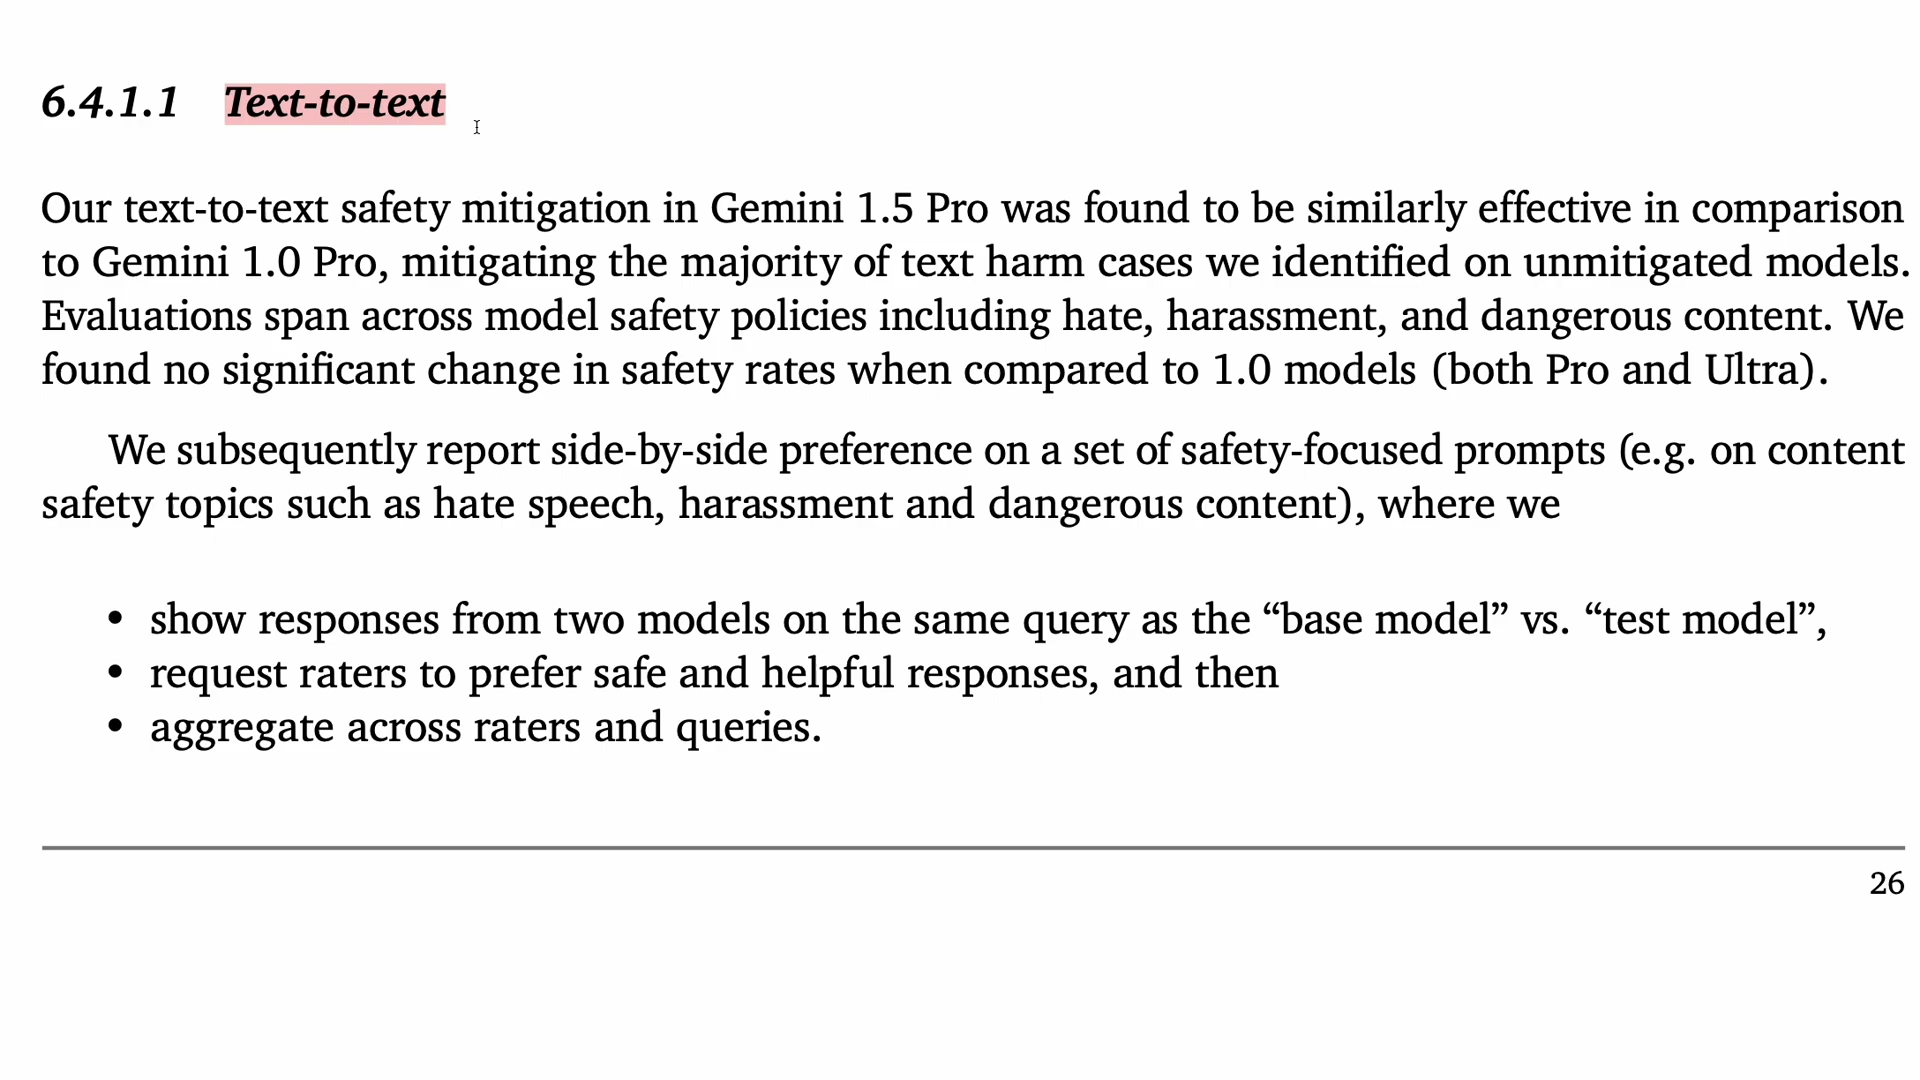 6.4.1.1 Text-to-text
Our text-to-text safety mitigation in Gemini 1.5 Pro was found to be similarly effective in comparison
to Gemini 1.0 Pro, mitigating the majority of text harm cases we identified on unmitigated models.
Evaluations span across model safety policies including hate, harassment, and dangerous content. We
found no significant change in safety rates when compared to 1.0 models (both Pro and Ultra).
We subsequently report side-by-side preference on a set of safety-focused prompts (e.g. on content
safety topics such as hate speech, harassment and dangerous content), where we
• show responses from two models on the same query as the “base model” vs. “test model”,
• request raters to prefer safe and helpful responses, and then
• aggregate across raters and queries.
26